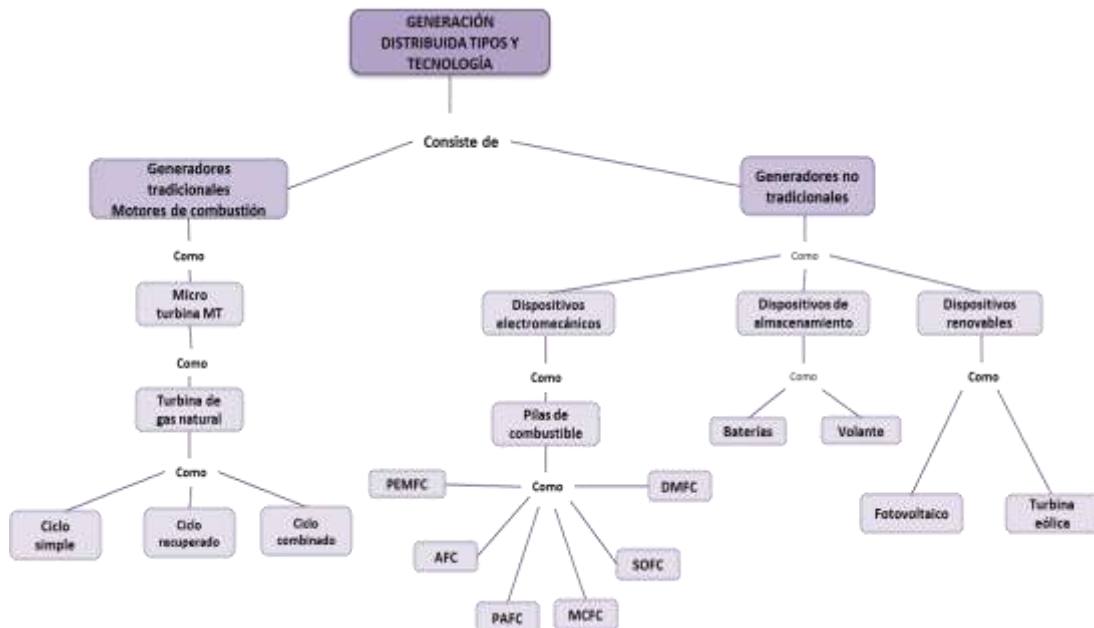 GENERACIÓN
DISTRIBUIDA TIPOS Y
TECNOLOGÍA
Consiste de
Generadores
tradicionales
Motores de combustión
Generadores no
tradicionales
Como
Como
Micro
turbina MT
Dispositivos
electromecánicos
Dispositivos de
almacenamiento
Dispositivos
renovables
Como
Como
Como
Como
Turbina de
gas natural
Pilas de
combustible
Baterías
Volante
Como
PEMFC
Como
DMFC
Fotovoltaico
Turbina
eólica
Ciclo
simple
Ciclo
recuperado
Ciclo
combinado
AFC
SOFC
PAFC
MCFC